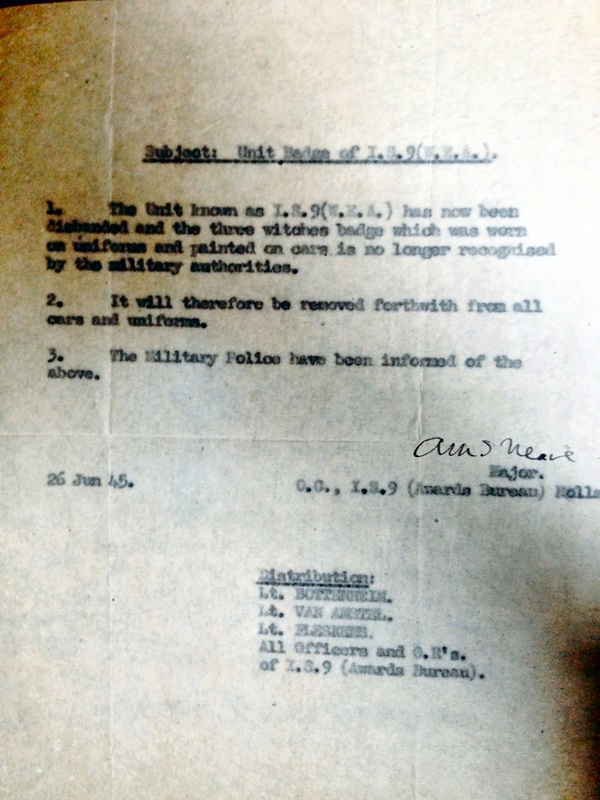 Subject: Unit Badge of I.S.9(W.E.A.).
1. The Unit known as I.S.9(W.E.A.) has now been
disbanded and the three witches badge which was worn
on uniforms and painted on cars is no longer recognised
by the military authorities.
2. It will therefore be removed forthwith from all
cars and uniforms.
3. The Military Police have been informed of the
above.
Neave
Major.
26 Jun 45.
O.C., I.S.9 (Awards Bureau) Holla
Distribution:
Lt. BOTTENHEIM.
Lt. VAN AMSTEL.
Lt. FLESKENS.
All Officers and O.R's.
of I.S.9 (Awards Bureau).